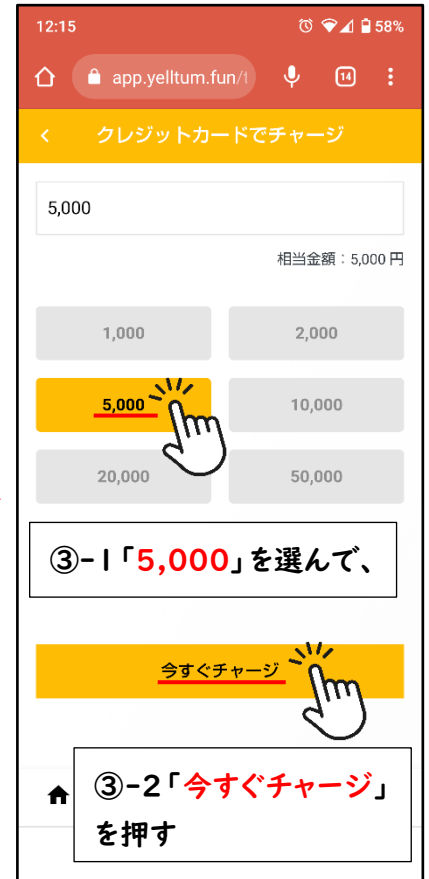 12:15 58%
app.yelltum.fun/t 14
< クレジットカードでチャージ
5,000
相当金額：5,000 円
1,000 2,000
5,000 10,000
20,000 50,000
③-1「5,000」を選んで、
今すぐチャージ
③-2「今すぐチャージ」
を押す